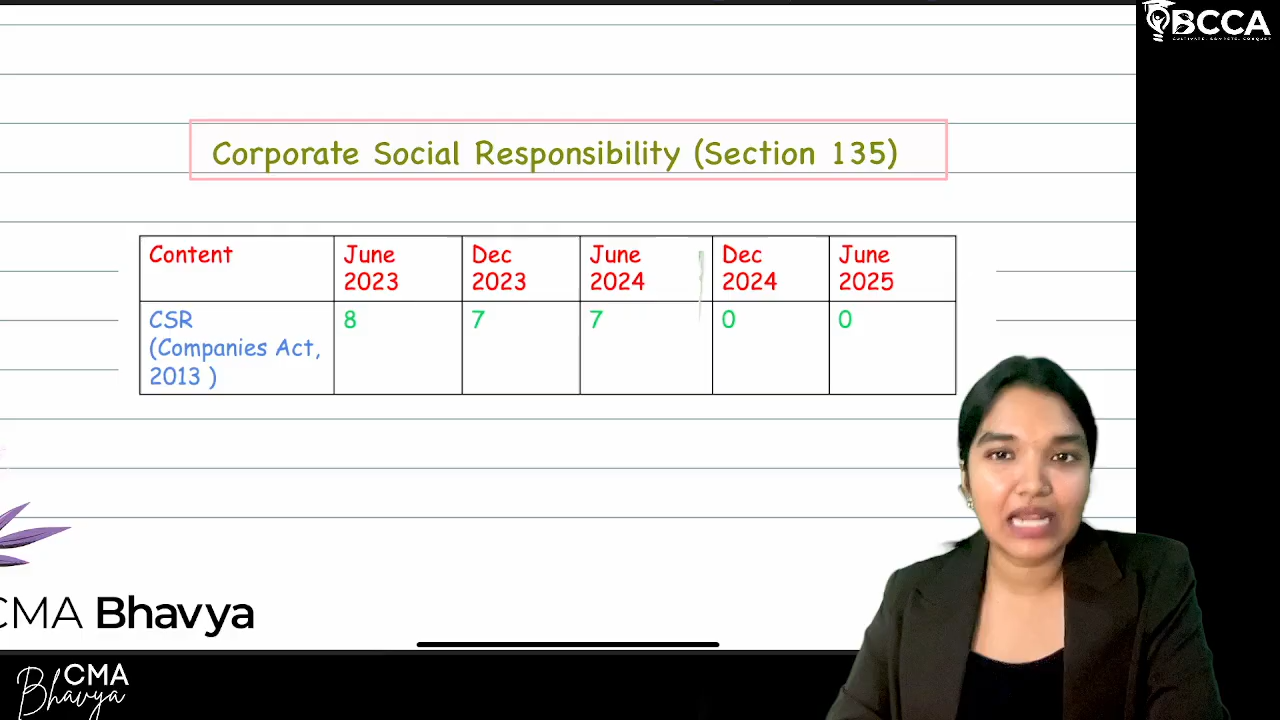 BCCA
Corporate Social Responsibility (Section 135)
Content June 2023 Dec 2023 June 2024 Dec 2024 June 2025
CSR (Companies Act, 2013 ) 8 7 7 0 0
CMA Bhavya
CMA
Bhavya